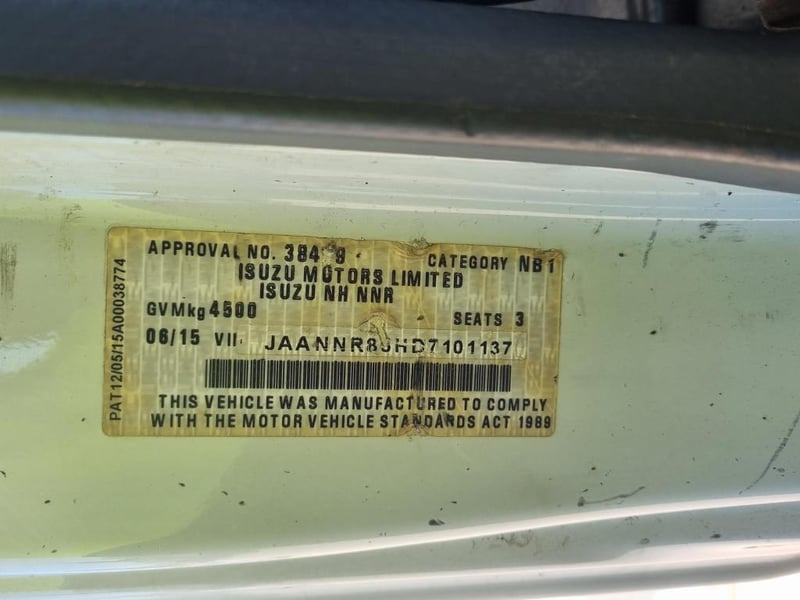 APPROVAL NO. CATEGORY NB1
ISUZU MOTORS LIMITED
ISUZU NH NNR
GVMkg 4500 SEATS 3
06/15
THIS VEHICLE WAS MANUFACTURED TO COMPLY
WITH THE MOTOR VEHICLE STANDARDS ACT 1989
PAT12/05/15A00038774